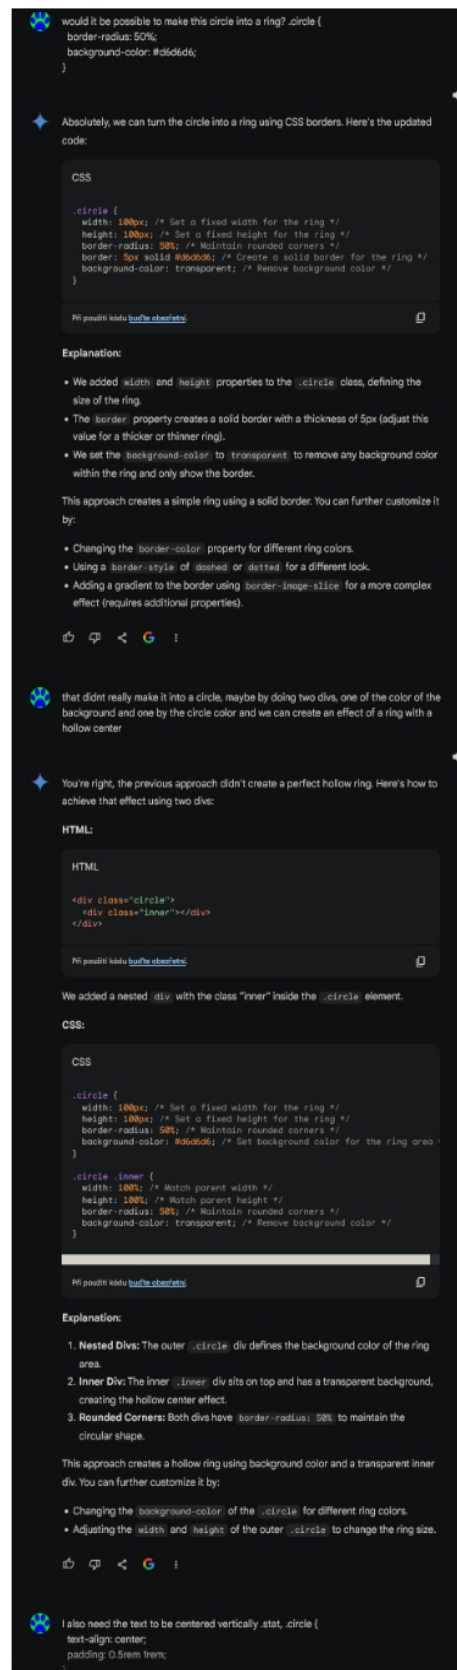 would it be possible to make this circle into a ring? .circle {
border-radius: 50%;
background-color: #d6d6d6;
}
Absolutely, we can turn the circle into a ring using CSS borders. Here's the updated
code:
CSS
.circle {
width: 100px; /* Set a fixed width for the ring */
height: 100px; /* Set a fixed height for the ring */
border-radius: 50%; /* Maintain rounded corners */
border: 5px solid #d6d6d6; /* Create a solid border for the ring */
background-color: transparent; /* Remove background color */
}
Při použití kódu buďte obezřetní.
Explanation:
• We added width and height properties to the .circle class, defining the
size of the ring.
• The border property creates a solid border with a thickness of 5px (adjust this
value for a thicker or thinner ring).
• We set the background-color to transparent to remove any background color
within the ring and only show the border.
This approach creates a simple ring using a solid border. You can further customize it
by:
• Changing the border-color property for different ring colors.
• Using a border-style of dashed or dotted for a different look.
• Adding a gradient to the border using border-image-slice for a more complex
effect (requires additional properties).
that didnt really make it into a circle, maybe by doing two divs, one of the color of the
background and one by the circle color and we can create an effect of a ring with a
hollow center
You're right, the previous approach didn't create a perfect hollow ring. Here's how to
achieve that effect using two divs:
HTML:
HTML
<div class="circle">
<div class="inner"></div>
</div>
Při použití kódu buďte obezřetní.
We added a nested div with the class "inner" inside the .circle element.
CSS:
CSS
.circle {
width: 100px; /* Set a fixed width for the ring */
height: 100px; /* Set a fixed height for the ring */
border-radius: 50%; /* Maintain rounded corners */
background-color: #d6d6d6; /* Set background color for the ring area
}
.circle .inner {
width: 100%; /* Match parent width */
height: 100%; /* Match parent height */
border-radius: 50%; /* Maintain rounded corners */
background-color: transparent; /* Remove background color */
}
Při použití kódu buďte obezřetní.
Explanation:
1. Nested Divs: The outer .circle div defines the background color of the ring
area.
2. Inner Div: The inner .inner div sits on top and has a transparent background,
creating the hollow center effect.
3. Rounded Corners: Both divs have border-radius: 50% to maintain the
circular shape.
This approach creates a hollow ring using background color and a transparent inner
div. You can further customize it by:
• Changing the background-color of the .circle for different ring colors.
• Adjusting the width and height of the outer .circle to change the ring size.
I also need the text to be centered vertically .stat, .circle {
text-align: center;
padding: 0.5rem 1rem;